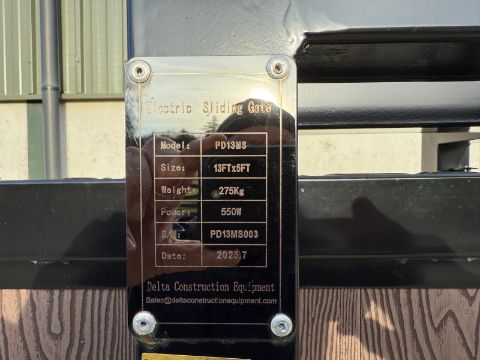 Electric Sliding Gate
Model: PD13MS
Size: 13FTx5FT
Weight: 275Kg
Power: 550W
S/N: PD13MS003
Date: 2025.7
Delta Construction Equipment
Sales@deltaconstructionequipment.com